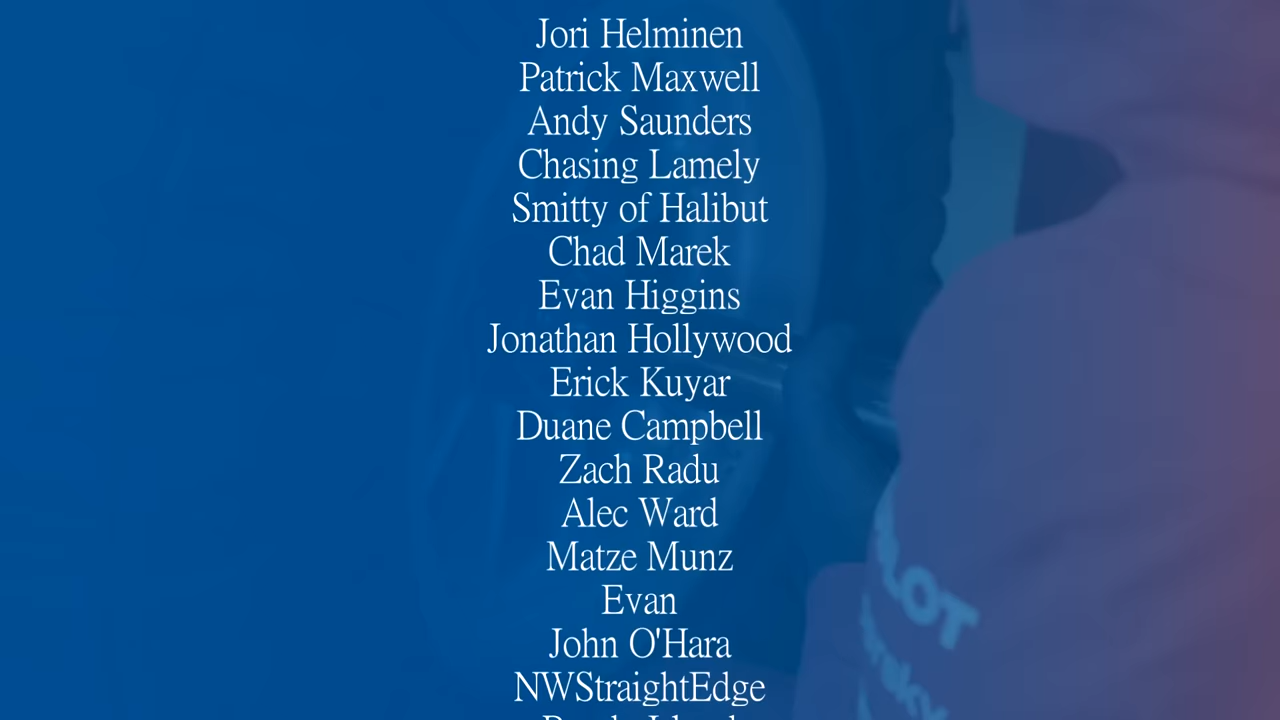 Jori Helminen
Patrick Maxwell
Andy Saunders
Chasing Lamely
Smitty of Halibut
Chad Marek
Evan Higgins
Jonathan Hollywood
Erick Kuyar
Duane Campbell
Zach Radu
Alec Ward
Matze Munz
Evan
John O'Hara
NWStraightEdge